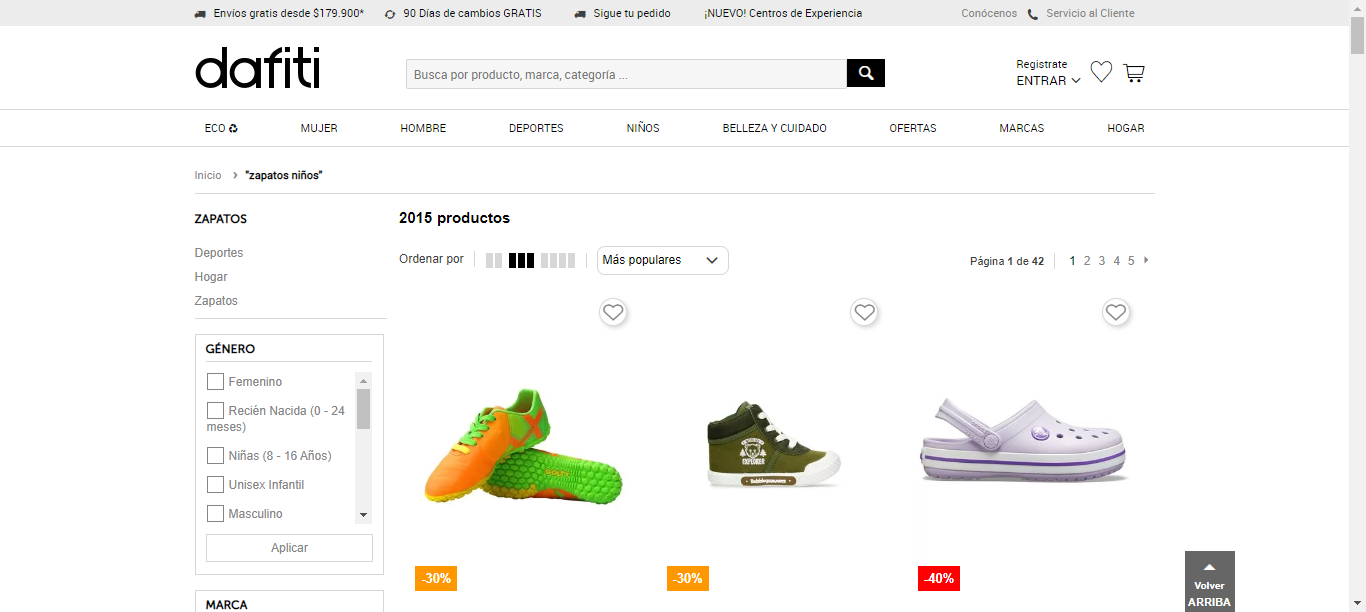 Envíos gratis desde $179.900* 90 Días de cambios GRATIS Sigue tu pedido ¡NUEVO! Centros de Experiencia Conócenos Servicio al Cliente
dafiti
Busca por producto, marca, categoría ...
Registrate
ENTRAR
ECO MUJER HOMBRE DEPORTES NIÑOS BELLEZA Y CUIDADO OFERTAS MARCAS HOGAR
Inicio › "zapatos niños"
ZAPATOS
Deportes
Hogar
Zapatos
GÉNERO
Femenino
Recién Nacida (0 - 24
meses)
Niñas (8 - 16 Años)
Unisex Infantil
Masculino
Aplicar
MARCA
2015 productos
Ordenar por Más populares Página 1 de 42 1 2 3 4 5
EXPLORER
-30% -30% -40%
Volver
ARRIBA